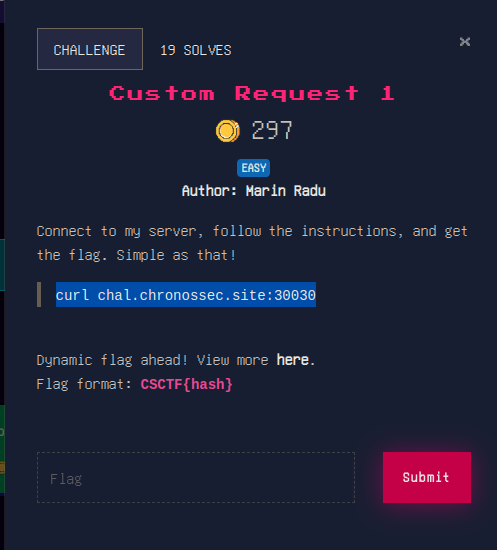 CHALLENGE
19 SOLVES
×
Custom Request 1
297
EASY
Author: Marin Radu
Connect to my server, follow the instructions, and get
the flag. Simple as that!
curl chal.chronossec.site:30030
Dynamic flag ahead! View more here.
Flag format: CSCTF{hash}
Flag
Submit